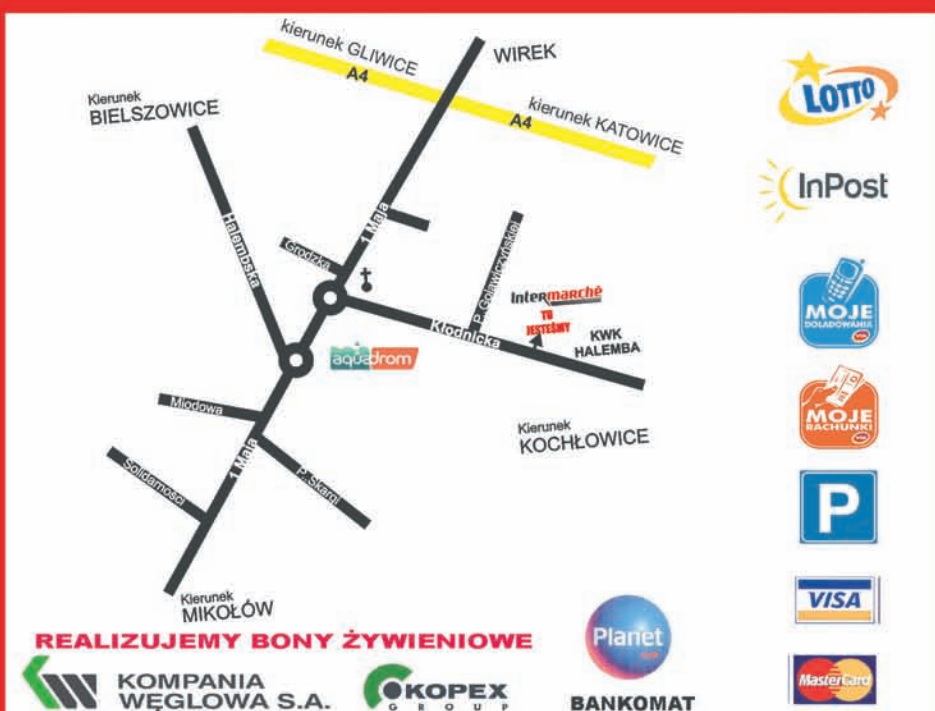 kierunek GLIWICE
A4
WIREK
kierunek KATOWICE
A4
Kierunek
BIELSZOWICE
Halembska
1 Maja
Grodzka
P. Goławiczyńskiej
Intermarché
TU
JESTEŚMY
Kłodnicka
KWK
HALEMBA
aquadrom
Kierunek
KOCHŁOWICE
Miodowa
1 Maja
P. Skargi
Solidarności
Kierunek
MIKOŁÓW
LOTTO
InPost
MOJE
DOŁADOWANIA
MOJE
RACHUNKI
P
VISA
MasterCard
REALIZUJEMY BONY ŻYWIENIOWE
KOMPANIA
WĘGLOWA S.A.
KOPEX
GROUP
Planet
BANKOMAT